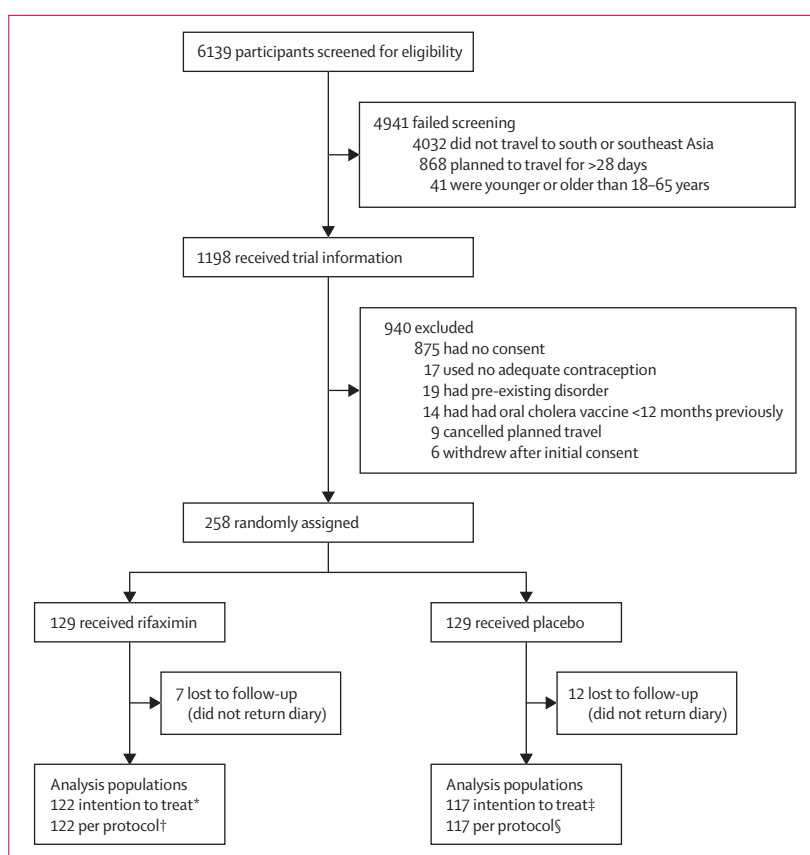 6139 participants screened for eligibility
4941 failed screening
4032 did not travel to south or southeast Asia
868 planned to travel for >28 days
41 were younger or older than 18–65 years
1198 received trial information
940 excluded
875 had no consent
17 used no adequate contraception
19 had pre-existing disorder
14 had had oral cholera vaccine <12 months previously
9 cancelled planned travel
6 withdrew after initial consent
258 randomly assigned
129 received rifaximin
129 received placebo
7 lost to follow-up
(did not return diary)
12 lost to follow-up
(did not return diary)
Analysis populations
122 intention to treat*
122 per protocol†
Analysis populations
117 intention to treat‡
117 per protocol§